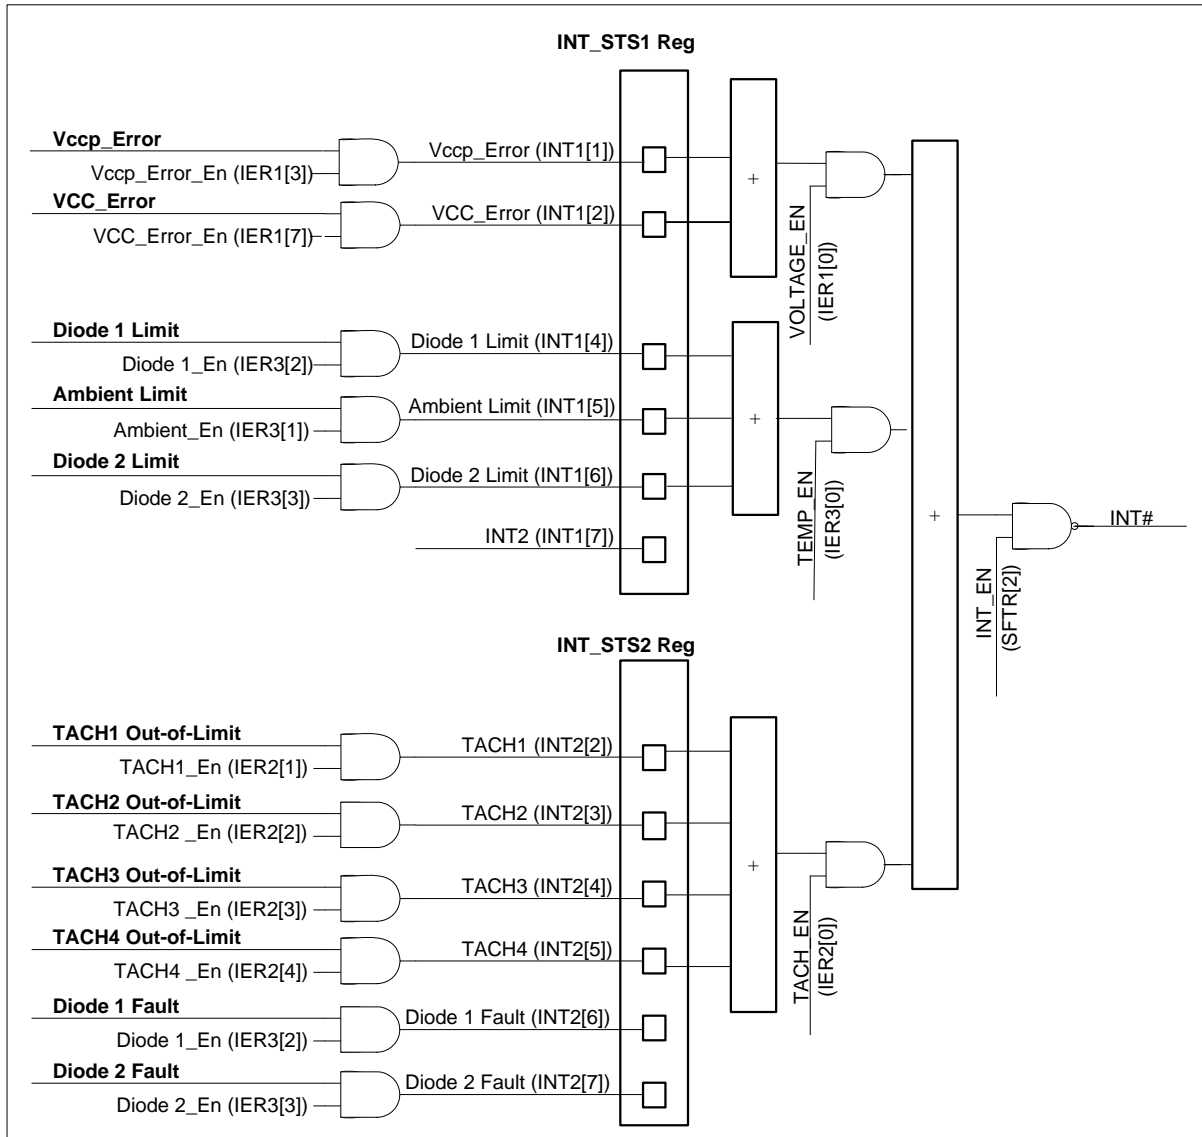 INT_STS1 Reg
Vccp_Error
Vccp_Error_En (IER1[3])
Vccp_Error (INT1[1])
VCC_Error
VCC_Error_En (IER1[7])
VCC_Error (INT1[2])
+
VOLTAGE_EN
(IER1[0])
Diode 1 Limit
Diode 1_En (IER3[2])
Diode 1 Limit (INT1[4])
Ambient Limit
Ambient_En (IER3[1])
Ambient Limit (INT1[5])
Diode 2 Limit
Diode 2_En (IER3[3])
Diode 2 Limit (INT1[6])
INT2 (INT1[7])
+
TEMP_EN
(IER3[0])
+
INT_EN
(SFTR[2])
INT#
INT_STS2 Reg
TACH1 Out-of-Limit
TACH1_En (IER2[1])
TACH1 (INT2[2])
TACH2 Out-of-Limit
TACH2 _En (IER2[2])
TACH2 (INT2[3])
TACH3 Out-of-Limit
TACH3 _En (IER2[3])
TACH3 (INT2[4])
TACH4 Out-of-Limit
TACH4 _En (IER2[4])
TACH4 (INT2[5])
+
TACH_EN
(IER2[0])
Diode 1 Fault
Diode 1_En (IER3[2])
Diode 1 Fault (INT2[6])
Diode 2 Fault
Diode 2_En (IER3[3])
Diode 2 Fault (INT2[7])